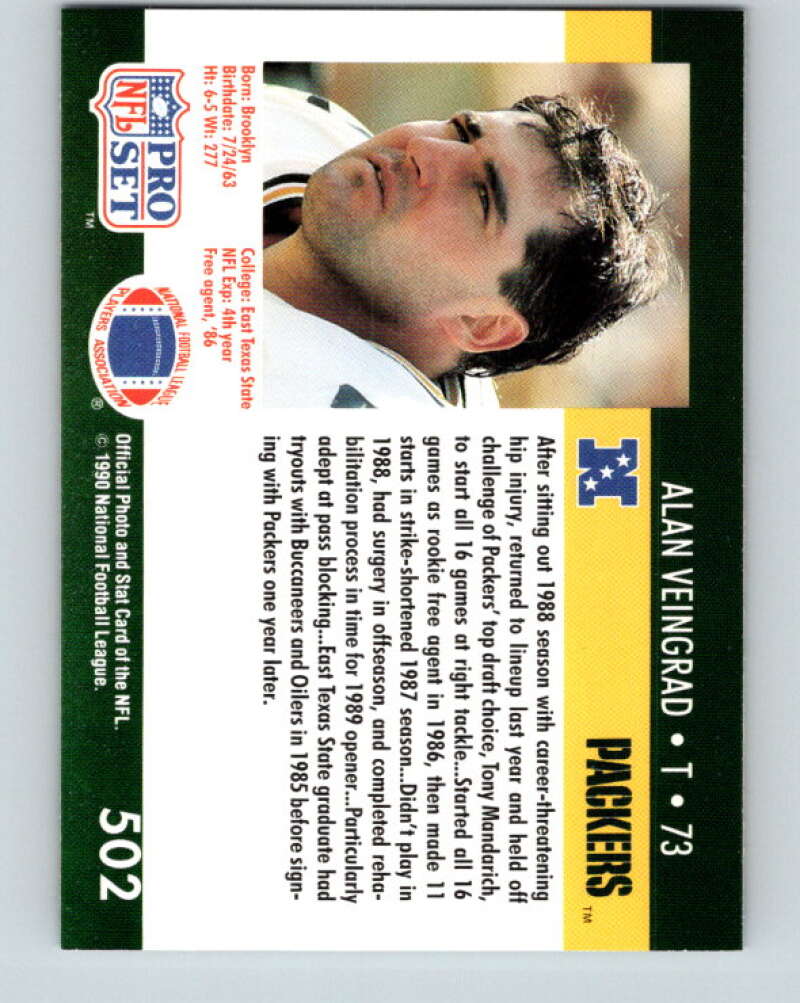 ALAN VEINGRAD • T • 73
N
PACKERS™
After sitting out 1988 season with career-threatening
hip injury, returned to lineup last year and held off
challenge of Packers' top draft choice, Tony Mandarich,
to start all 16 games at right tackle...Started all 16
games as rookie free agent in 1986, then made 11
starts in strike-shortened 1987 season...Didn't play in
1988, had surgery in offseason, and completed reha-
bilitation process in time for 1989 opener...Particularly
adept at pass blocking...East Texas State graduate had
tryouts with Buccaneers and Oilers in 1985 before sign-
ing with Packers one year later.
Born: Brooklyn
Birthdate: 7/24/63
Ht: 6-5 Wt: 277
College: East Texas State
NFL Exp: 4th year
Free agent, '86
NFL
PRO
SET™
NATIONAL FOOTBALL LEAGUE
PLAYERS ASSOCIATION®
Official Photo and Stat Card of the NFL.
© 1990 National Football League.
502